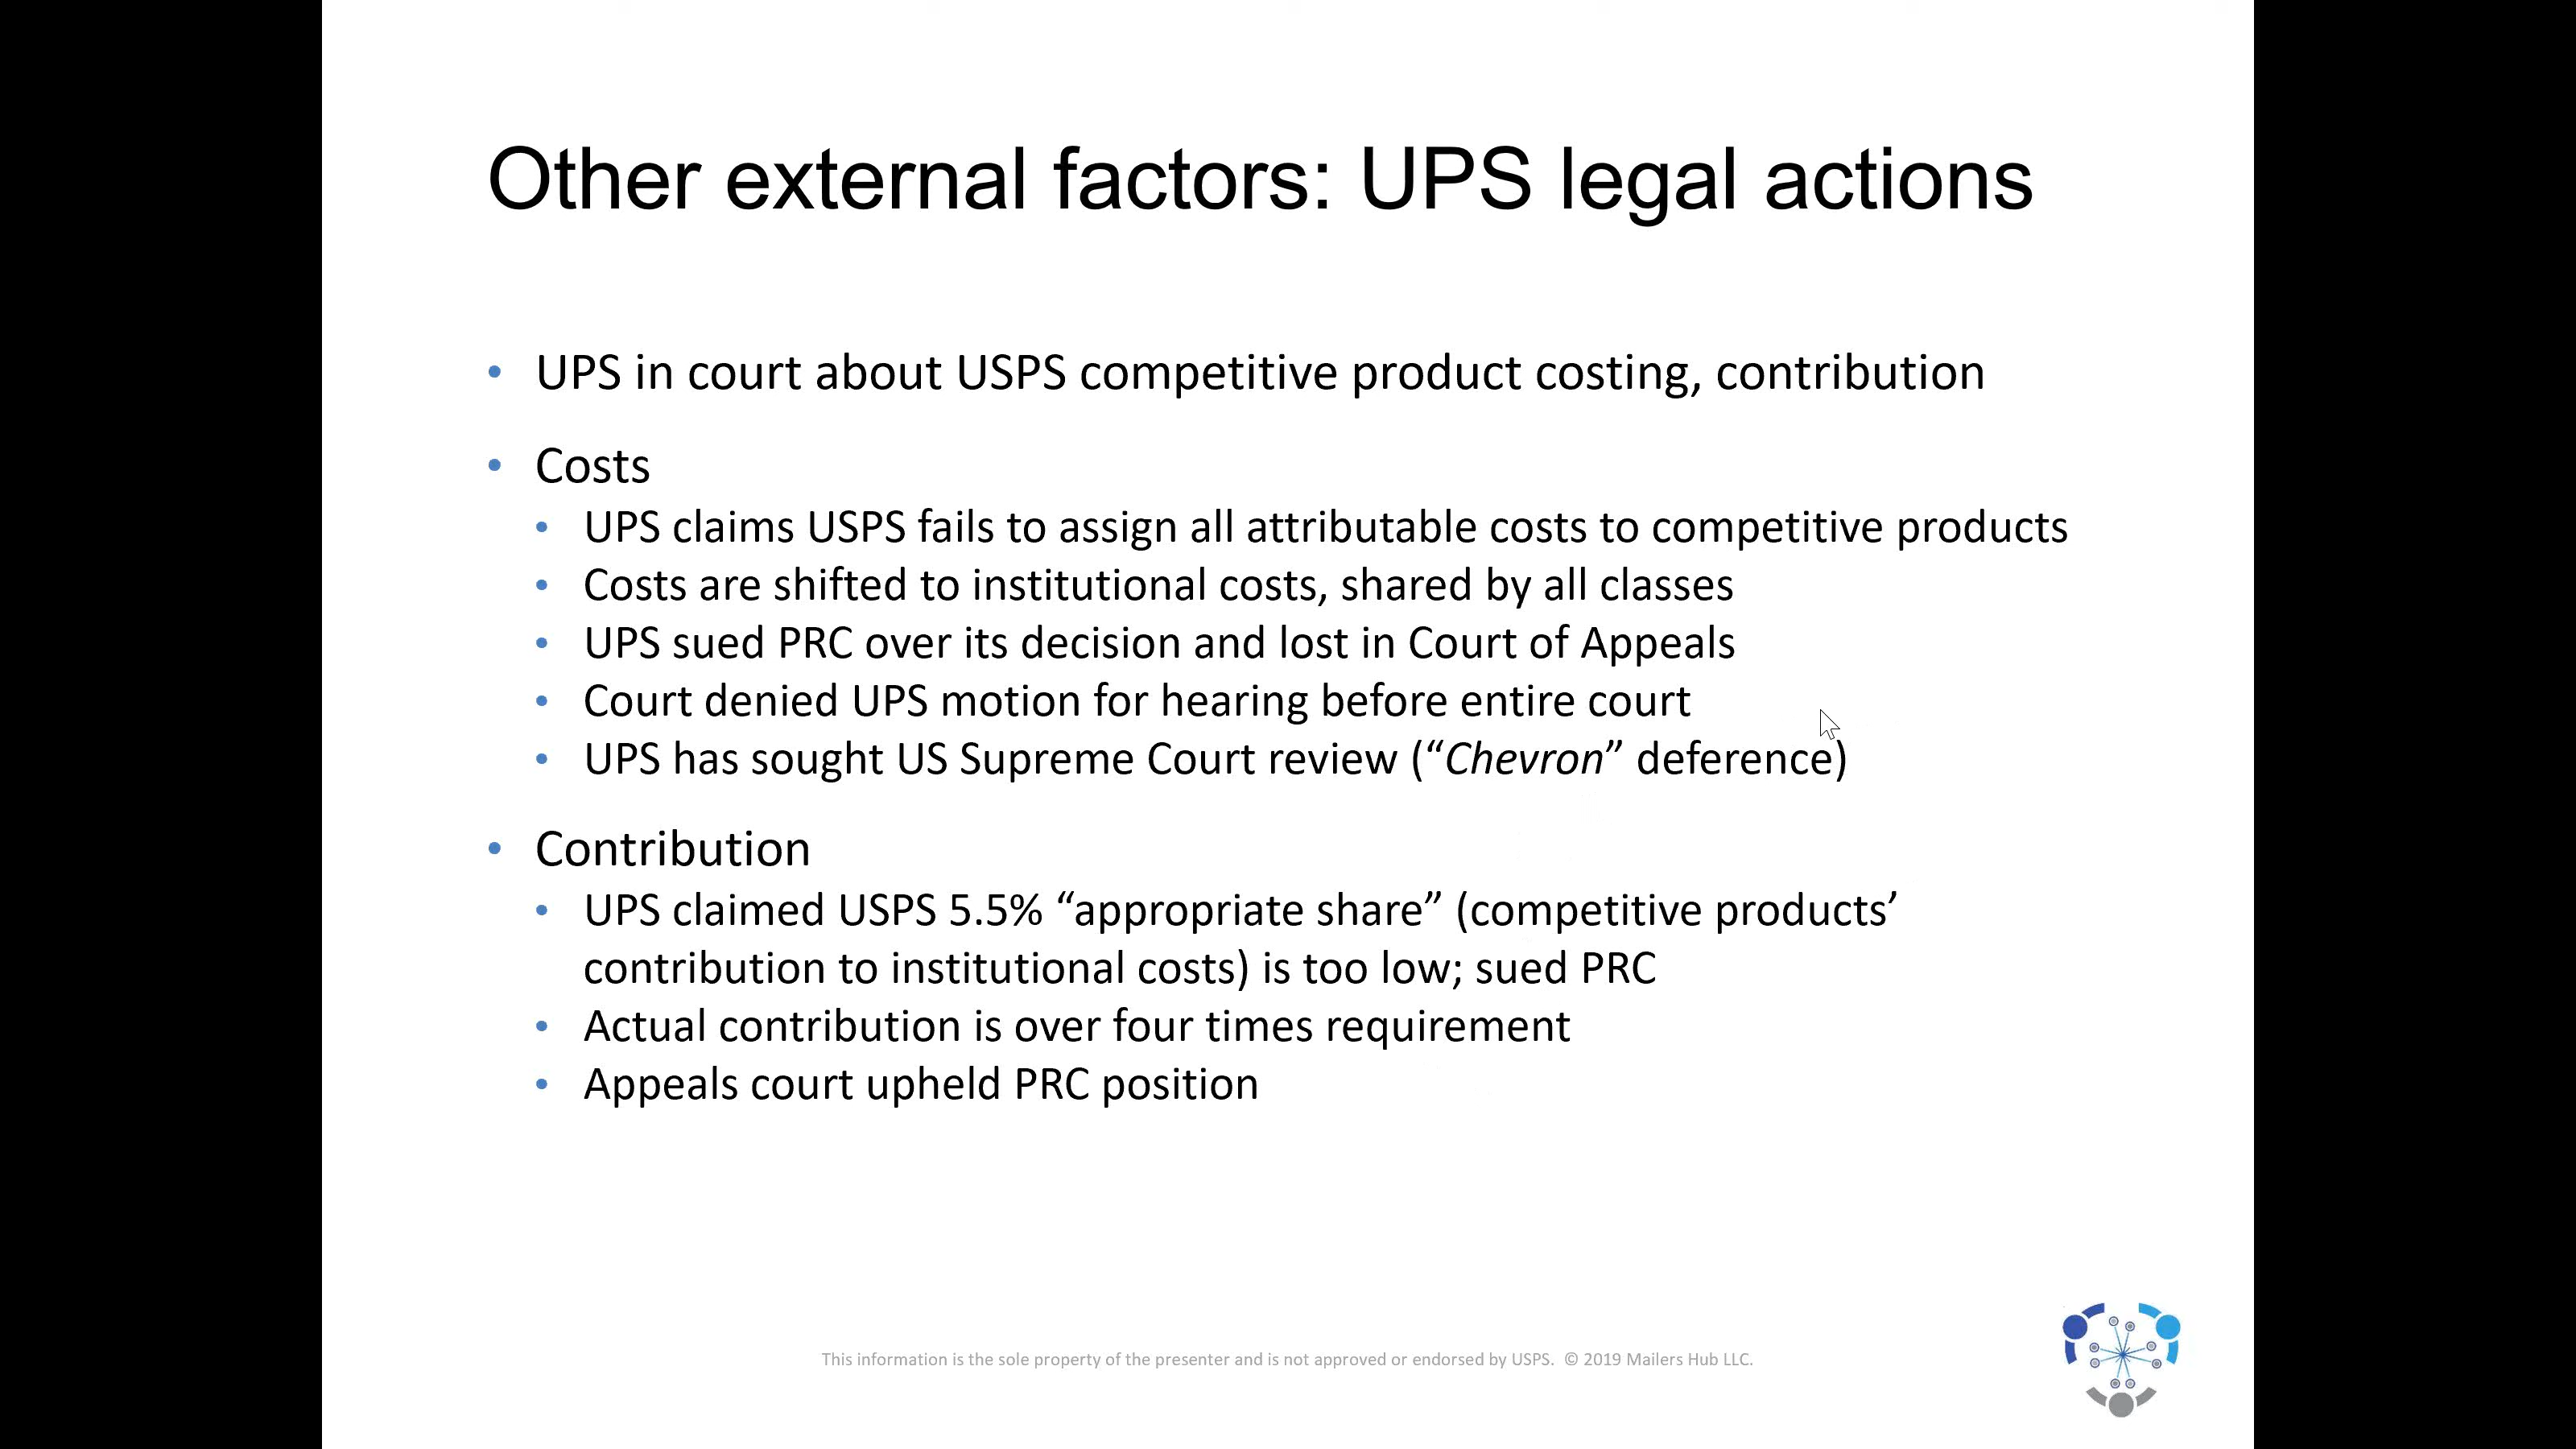 Other external factors: UPS legal actions
• UPS in court about USPS competitive product costing, contribution
• Costs
• UPS claims USPS fails to assign all attributable costs to competitive products
• Costs are shifted to institutional costs, shared by all classes
• UPS sued PRC over its decision and lost in Court of Appeals
• Court denied UPS motion for hearing before entire court
• UPS has sought US Supreme Court review (“Chevron” deference)
• Contribution
• UPS claimed USPS 5.5% “appropriate share” (competitive products’
contribution to institutional costs) is too low; sued PRC
• Actual contribution is over four times requirement
• Appeals court upheld PRC position
This information is the sole property of the presenter and is not approved or endorsed by USPS. © 2019 Mailers Hub LLC.